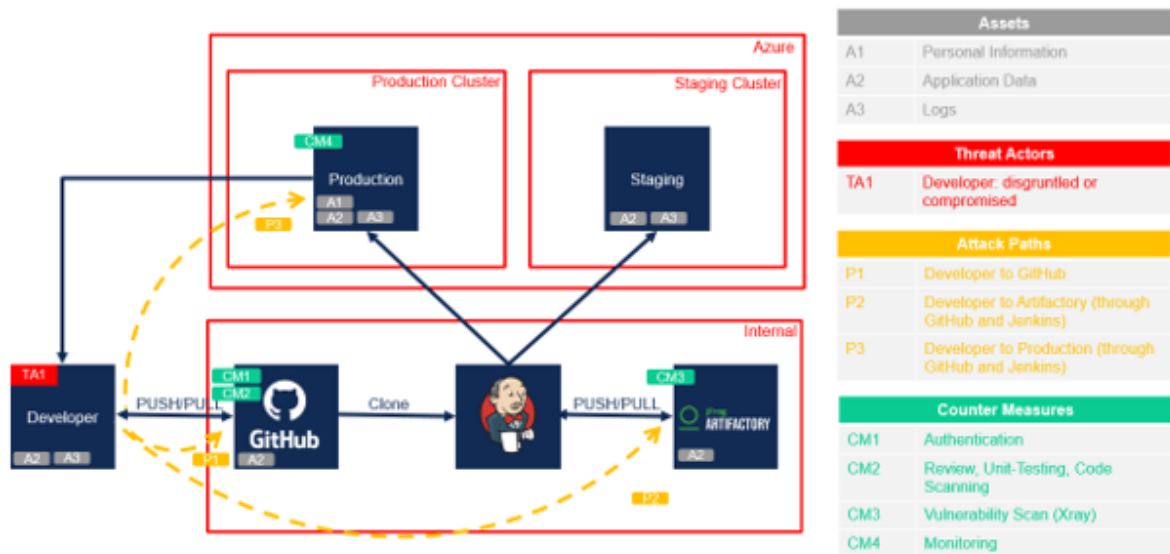 Azure
Production Cluster
Staging Cluster
CM4
Production
A1
A2
A3
P3
Staging
A2
A3
Internal
TA1
Developer
A2
A3
PUSH/PULL
CM1
CM2
GitHub
A2
P1
Clone
PUSH/PULL
CM3
JFrog
ARTIFACTORY
A2
P2
Assets
A1 Personal Information
A2 Application Data
A3 Logs
Threat Actors
TA1 Developer: disgruntled or
compromised
Attack Paths
P1 Developer to GitHub
P2 Developer to Artifactory (through
GitHub and Jenkins)
P3 Developer to Production (through
GitHub and Jenkins)
Counter Measures
CM1 Authentication
CM2 Review, Unit-Testing, Code
Scanning
CM3 Vulnerability Scan (Xray)
CM4 Monitoring